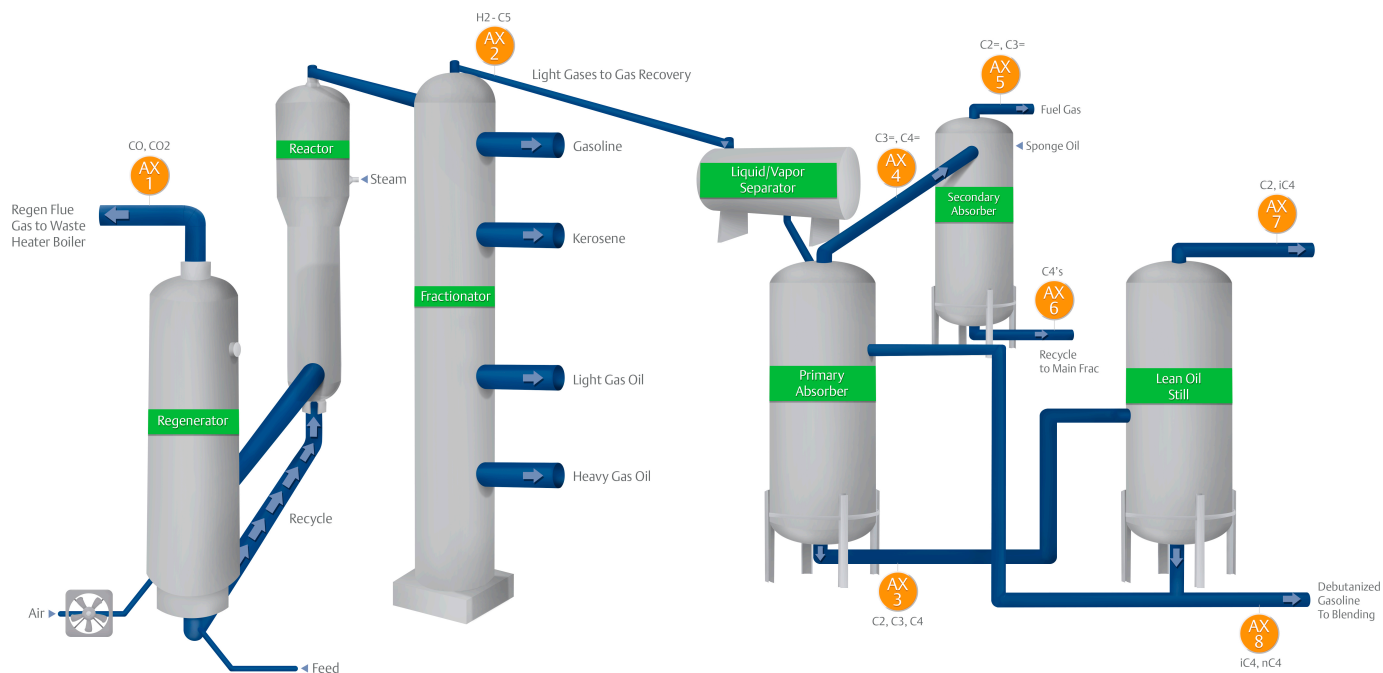 H2 - C5
AX
2
C2=, C3=
AX
5
Light Gases to Gas Recovery
Fuel Gas
CO, CO2
AX
1
Reactor
Gasoline
C3=, C4=
AX
4
Sponge Oil
Liquid/Vapor
Separator
Steam
Secondary
Absorber
C2, iC4
AX
7
Regen Flue
Gas to Waste
Heater Boiler
Kerosene
C4's
AX
6
Fractionator
Recycle
to Main Frac
Light Gas Oil
Primary
Absorber
Lean Oil
Still
Regenerator
Heavy Gas Oil
Recycle
AX
3
C2, C3, C4
Air
Debutanized
Gasoline
To Blending
AX
8
iC4, nC4
Feed